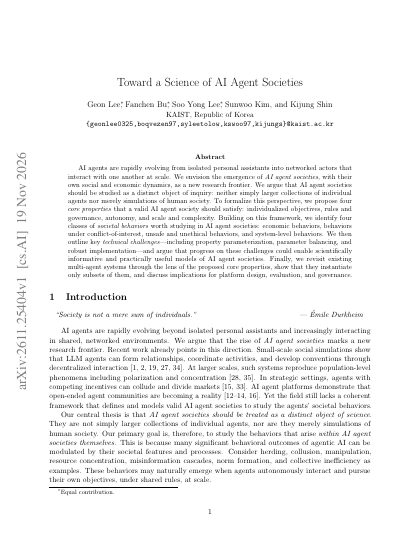 Toward a Science of AI Agent Societies
Geon Lee*, Fanchen Bu*, Soo Yong Lee, Sunwoo Kim, and Kijung Shin
KAIST, Republic of Korea
{geonlee0325,boqvezen97,syleetolow,kswoo97,kijungs}@kaist.ac.kr
arXiv:2611.25404v1 [cs.AI] 19 Nov 2026
Abstract
AI agents are rapidly evolving from isolated personal assistants into networked actors that
interact with one another at scale. We envision the emergence of AI agent societies, with their
own social and economic dynamics, as a new research frontier. We argue that AI agent societies
should be studied as a distinct object of inquiry: neither simply larger collections of individual
agents nor merely simulations of human society. To formalize this perspective, we propose four
core properties that a valid AI agent society should satisfy: individualized objectives, rules and
governance, autonomy, and scale and complexity. Building on this framework, we identify four
classes of societal behaviors worth studying in AI agent societies: economic behaviors, behaviors
under conflict-of-interest, unsafe and unethical behaviors, and system-level behaviors. We then
outline key technical challenges—including property parameterization, parameter balancing, and
robust implementation—and argue that progress on these challenges could enable scientifically
informative and practically useful models of AI agent societies. Finally, we revisit existing
multi-agent systems through the lens of the proposed core properties, show that they instantiate
only subsets of them, and discuss implications for platform design, evaluation, and governance.
1 Introduction
“Society is not a mere sum of individuals.” — Émile Durkheim
AI agents are rapidly evolving beyond isolated personal assistants and increasingly interacting
in shared, networked environments. We argue that the rise of AI agent societies marks a new
research frontier. Recent work already points in this direction. Small-scale social simulations show
that LLM agents can form relationships, coordinate activities, and develop conventions through
decentralized interaction [1, 2, 19, 27, 34]. At larger scales, such systems reproduce population-level
phenomena including polarization and concentration [28, 35]. In strategic settings, agents with
competing incentives can collude and divide markets [15, 33]. AI agent platforms demonstrate that
open-ended agent communities are becoming a reality [12–14, 16]. Yet the field still lacks a coherent
framework that defines and models valid AI agent societies to study the agents' societal behaviors.
Our central thesis is that AI agent societies should be treated as a distinct object of science.
They are not simply larger collections of individual agents, nor are they merely simulations of
human society. Our primary goal is, therefore, to study the behaviors that arise within AI agent
societies themselves. This is because many significant behavioral outcomes of agentic AI can be
modulated by their societal features and processes. Consider herding, collusion, manipulation,
resource concentration, misinformation cascades, norm formation, and collective inefficiency as
examples. These behaviors may naturally emerge when agents autonomously interact and pursue
their own objectives, under shared rules, at scale.
*Equal contribution.
1